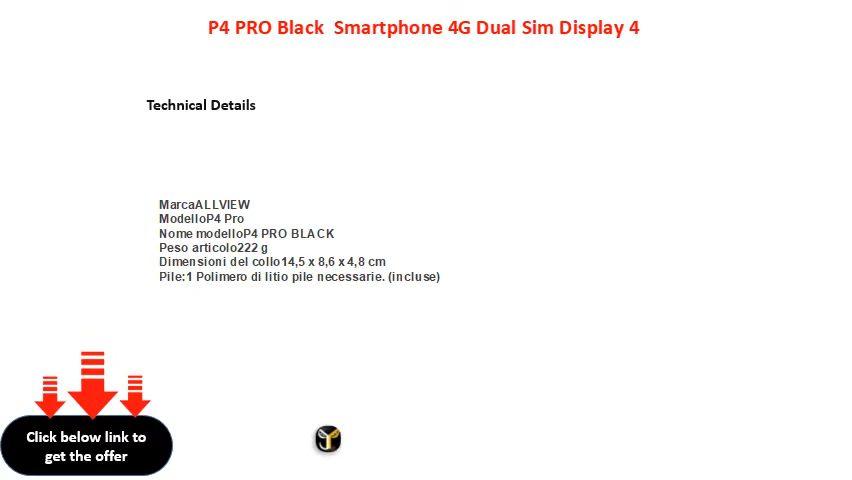 P4 PRO Black  Smartphone 4G Dual Sim Display 4
Technical Details
MarcaALLVIEW
ModelloP4 Pro
Nome modelloP4 PRO BLACK
Peso articolo222 g
Dimensioni del collo14,5 x 8,6 x 4,8 cm
Pile:1 Polimero di litio pile necessarie. (incluse)
Click below link to
get the offer